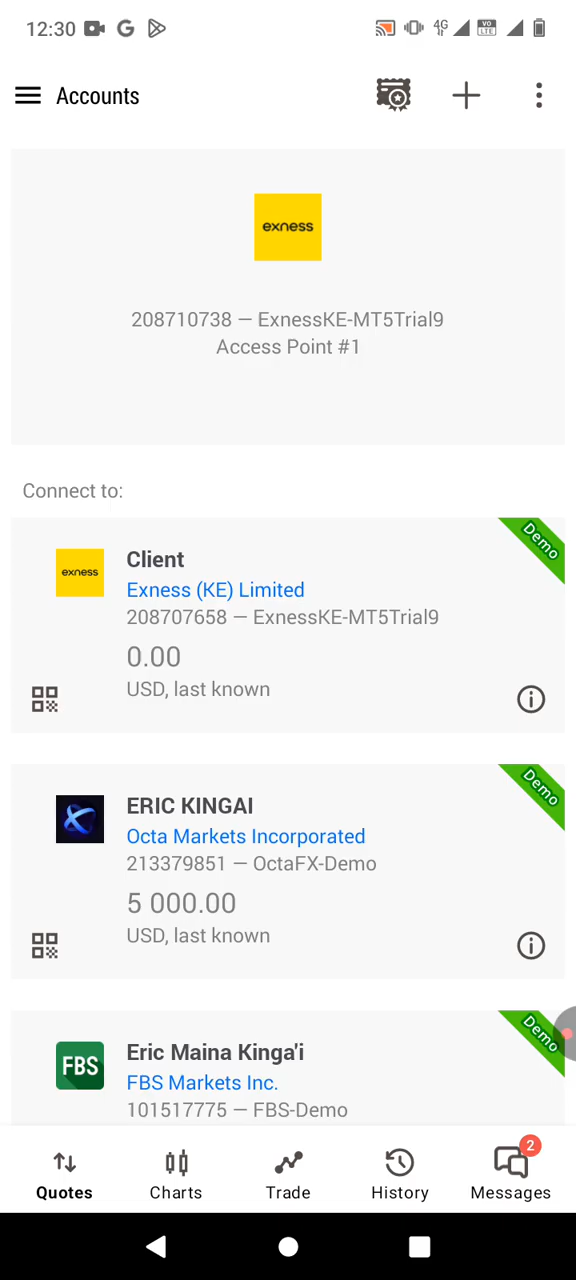 12:30
4G
VO LTE
Accounts
exness
208710738 — ExnessKE-MT5Trial9
Access Point #1
Connect to:
Demo
exness
Client
Exness (KE) Limited
208707658 — ExnessKE-MT5Trial9
0.00
USD, last known
Demo
ERIC KINGAI
Octa Markets Incorporated
213379851 — OctaFX-Demo
5 000.00
USD, last known
Demo
FBS
Eric Maina Kinga'i
FBS Markets Inc.
101517775 — FBS-Demo
2
Quotes
Charts
Trade
History
Messages